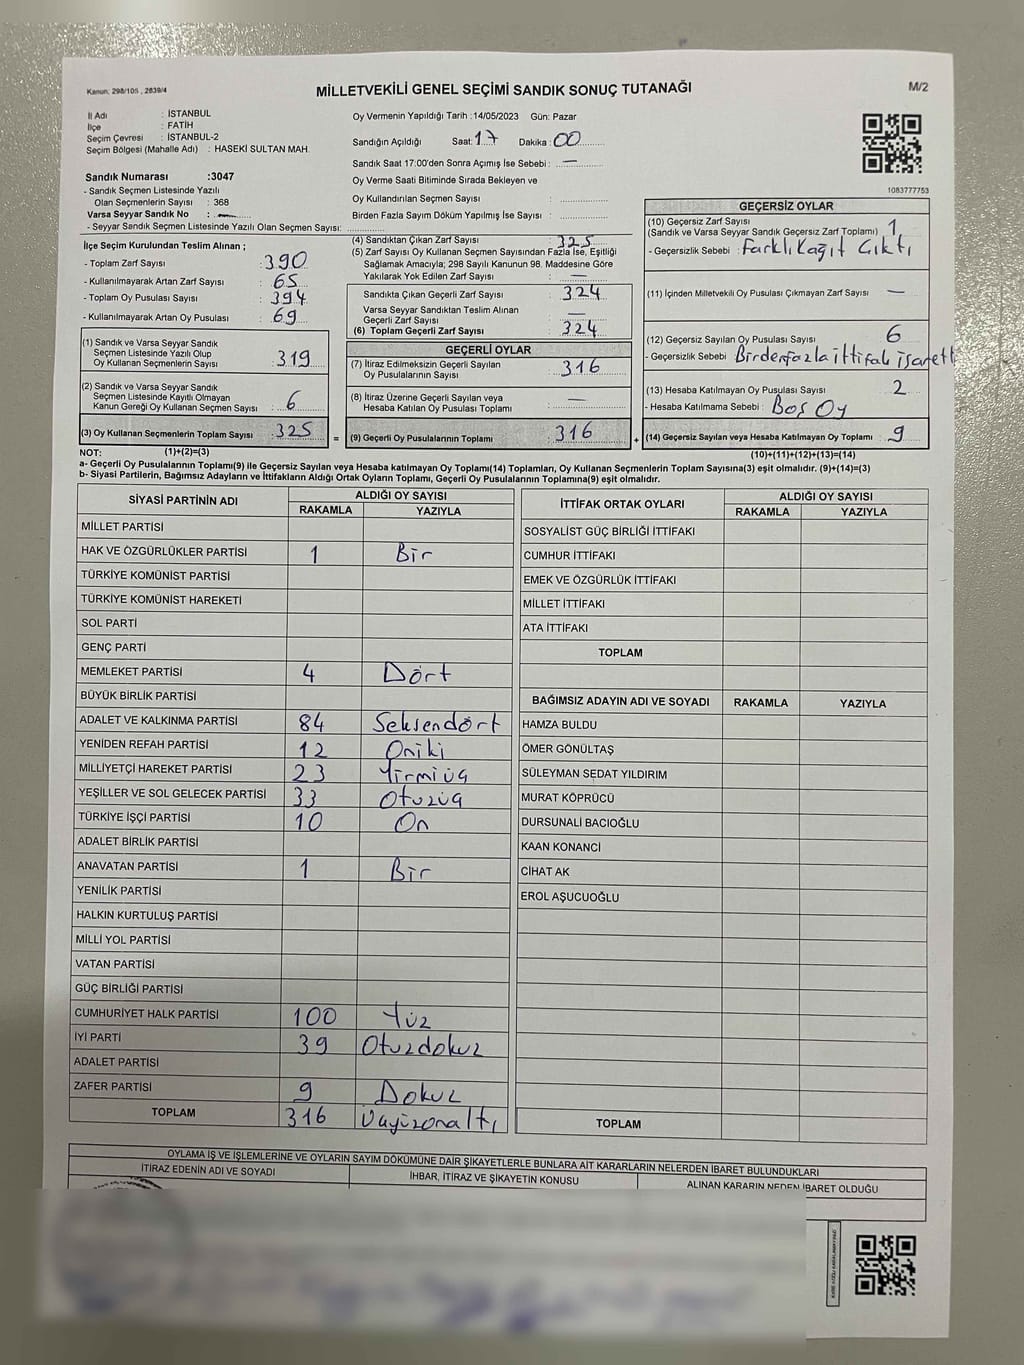 Kanun: 298/105 , 2839/4
MİLLETVEKİLİ GENEL SEÇİMİ SANDIK SONUÇ TUTANAĞI
M/2
İl Adı : İSTANBUL
İlçe : FATİH
Seçim Çevresi : İSTANBUL-2
Seçim Bölgesi (Mahalle Adı) : HASEKİ SULTAN MAH.
Sandık Numarası :3047
- Sandık Seçmen Listesinde Yazılı
Olan Seçmenlerin Sayısı : 368
Varsa Seyyar Sandık No : —
- Seyyar Sandık Seçmen Listesinde Yazılı Olan Seçmen Sayısı:
Oy Vermenin Yapıldığı Tarih :14/05/2023 Gün: Pazar
Sandığın Açıldığı Saat: 17 Dakika : 00
Sandık Saat 17:00'den Sonra Açılmış İse Sebebi : —
Oy Verme Saati Bitiminde Sırada Bekleyen ve
Oy Kullandırılan Seçmen Sayısı :
Birden Fazla Sayım Döküm Yapılmış İse Sayısı :
1083777753
İlçe Seçim Kurulundan Teslim Alınan ;
- Toplam Zarf Sayısı : 390
- Kullanılmayarak Artan Zarf Sayısı : 65
- Toplam Oy Pusulası Sayısı : 394
- Kullanılmayarak Artan Oy Pusulası : 69
(1) Sandık ve Varsa Seyyar Sandık
Seçmen Listesinde Yazılı Olup
Oy Kullanan Seçmenlerin Sayısı : 319
(2) Sandık ve Varsa Seyyar Sandık
Seçmen Listesinde Kayıtlı Olmayan
Kanun Gereği Oy Kullanan Seçmen Sayısı : 6
(3) Oy Kullanan Seçmenlerin Toplam Sayısı : 325
(4) Sandıktan Çıkan Zarf Sayısı : 325
(5) Zarf Sayısı Oy Kullanan Seçmen Sayısından Fazla İse, Eşitliği
Sağlamak Amacıyla; 298 Sayılı Kanunun 98. Maddesine Göre
Yakılarak Yok Edilen Zarf Sayısı : —
Sandıkta Çıkan Geçerli Zarf Sayısı : 324
Varsa Seyyar Sandıktan Teslim Alınan
Geçerli Zarf Sayısı : —
(6) Toplam Geçerli Zarf Sayısı : 324
GEÇERLİ OYLAR
(7) İtiraz Edilmeksizin Geçerli Sayılan
Oy Pusulalarının Sayısı : 316
(8) İtiraz Üzerine Geçerli Sayılan veya
Hesaba Katılan Oy Pusulası Toplamı : —
= (9) Geçerli Oy Pusulalarının Toplamı : 316
GEÇERSİZ OYLAR
(10) Geçersiz Zarf Sayısı
(Sandık ve Varsa Seyyar Sandık Geçersiz Zarf Toplamı) : 1
- Geçersizlik Sebebi : Farklı Kağıt Çıktı
(11) İçinden Milletvekili Oy Pusulası Çıkmayan Zarf Sayısı : —
(12) Geçersiz Sayılan Oy Pusulası Sayısı : 6
- Geçersizlik Sebebi : Birden fazla ittifak işaretl
(13) Hesaba Katılmayan Oy Pusulası Sayısı : 2
- Hesaba Katılmama Sebebi : Boş Oy
+ (14) Geçersiz Sayılan veya Hesaba Katılmayan Oy Toplamı : 9
NOT: (1)+(2)=(3)
(10)+(11)+(12)+(13)=(14)
a- Geçerli Oy Pusulalarının Toplamı(9) ile Geçersiz Sayılan veya Hesaba katılmayan Oy Toplamı(14) Toplamları, Oy Kullanan Seçmenlerin Toplam Sayısına(3) eşit olmalıdır. (9)+(14)=(3)
b- Siyasi Partilerin, Bağımsız Adayların ve İttifakların Aldığı Ortak Oyların Toplamı, Geçerli Oy Pusulalarının Toplamına(9) eşit olmalıdır.
SİYASİ PARTİNİN ADI ALDIĞI OY SAYISI
RAKAMLA YAZIYLA
MİLLET PARTİSİ
HAK VE ÖZGÜRLÜKLER PARTİSİ 1 Bir
TÜRKİYE KOMÜNİST PARTİSİ
TÜRKİYE KOMÜNİST HAREKETİ
SOL PARTİ
GENÇ PARTİ
MEMLEKET PARTİSİ 4 Dört
BÜYÜK BİRLİK PARTİSİ
ADALET VE KALKINMA PARTİSİ 84 Seksendört
YENİDEN REFAH PARTİSİ 12 Oniki
MİLLİYETÇİ HAREKET PARTİSİ 23 Yirmiüç
YEŞİLLER VE SOL GELECEK PARTİSİ 33 Otuzüç
TÜRKİYE İŞÇİ PARTİSİ 10 On
ADALET BİRLİK PARTİSİ
ANAVATAN PARTİSİ 1 Bir
YENİLİK PARTİSİ
HALKIN KURTULUŞ PARTİSİ
MİLLİ YOL PARTİSİ
VATAN PARTİSİ
GÜÇ BİRLİĞİ PARTİSİ
CUMHURİYET HALK PARTİSİ 100 Yüz
İYİ PARTİ 39 Otuzdokuz
ADALET PARTİSİ
ZAFER PARTİSİ 9 Dokuz
TOPLAM 316 Üçyüzonaltı
İTTİFAK ORTAK OYLARI ALDIĞI OY SAYISI
RAKAMLA YAZIYLA
SOSYALİST GÜÇ BİRLİĞİ İTTİFAKI
CUMHUR İTTİFAKI
EMEK VE ÖZGÜRLÜK İTTİFAKI
MİLLET İTTİFAKI
ATA İTTİFAKI
TOPLAM
BAĞIMSIZ ADAYIN ADI VE SOYADI RAKAMLA YAZIYLA
HAMZA BULDU
ÖMER GÖNÜLTAŞ
SÜLEYMAN SEDAT YILDIRIM
MURAT KÖPRÜCÜ
DURSUNALİ BACIOĞLU
KAAN KONANCİ
CİHAT AK
EROL AŞUCUOĞLU
TOPLAM
OYLAMA İŞ VE İŞLEMLERİNE VE OYLARIN SAYIM DÖKÜMÜNE DAİR ŞİKAYETLERLE BUNLARA AİT KARARLARIN NELERDEN İBARET BULUNDUKLARI
İTİRAZ EDENİN ADI VE SOYADI İHBAR, İTİRAZ VE ŞİKAYETİN KONUSU ALINAN KARARIN NEDEN İBARET OLDUĞU